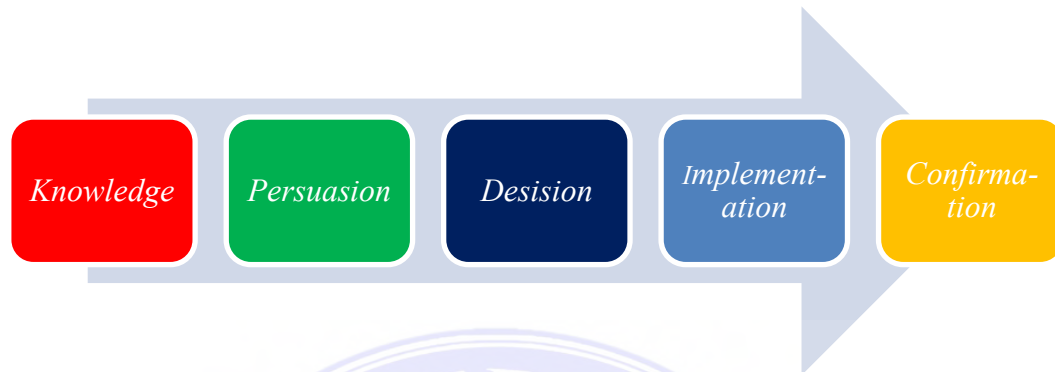 Knowledge
Persuasion
Desision
Implement-
ation
Confirma-
tion